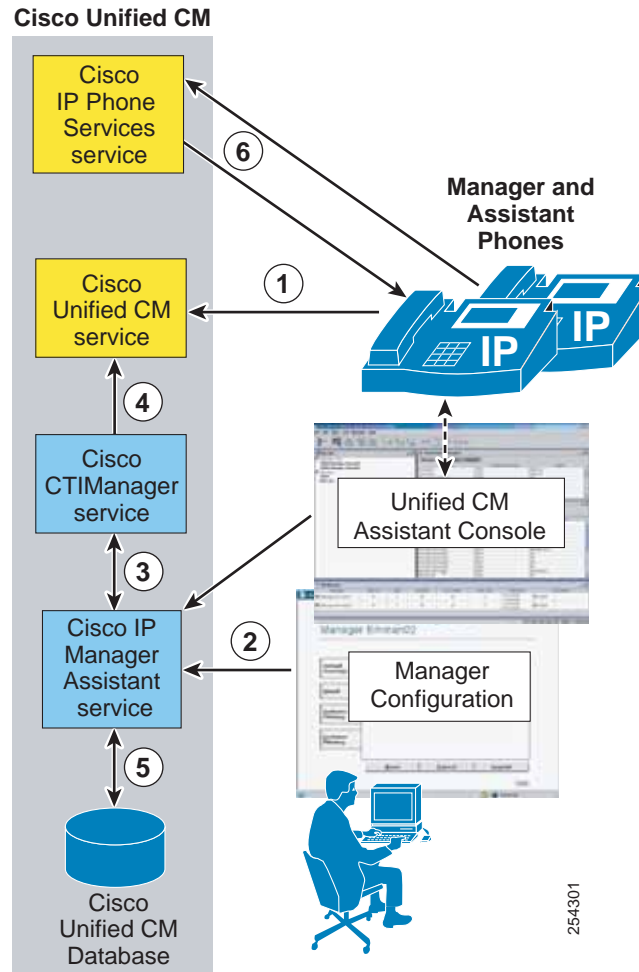 Cisco Unified CM
Cisco
IP Phone
Services
service
6
Manager and
Assistant
Phones
1
Cisco
Unified CM
service
IP
IP
4
Cisco
CTIManager
service
Unified CM
Assistant Console
3
Cisco IP
Manager
Assistant
service
2
Manager
Configuration
5
Cisco
Unified CM
Database
254301